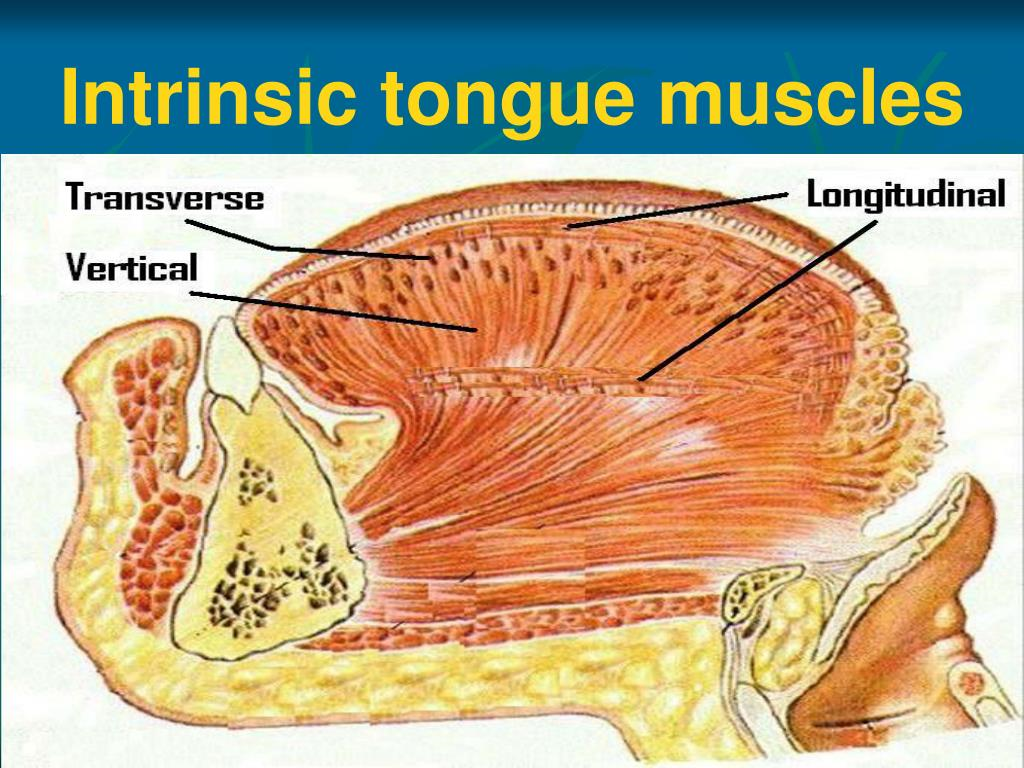 Intrinsic tongue muscles
Transverse
Longitudinal
Vertical